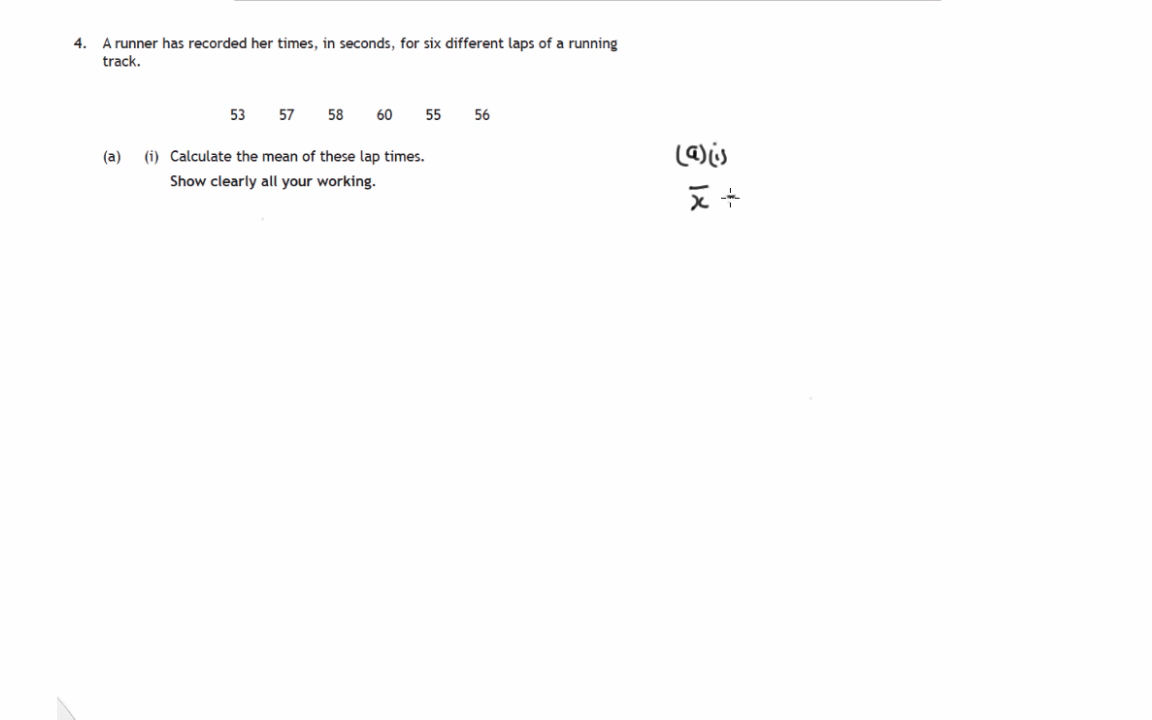 4. A runner has recorded her times, in seconds, for six different laps of a running
track.
53 57 58 60 55 56
(a) (i) Calculate the mean of these lap times.
Show clearly all your working.
(a)(i)
x̄